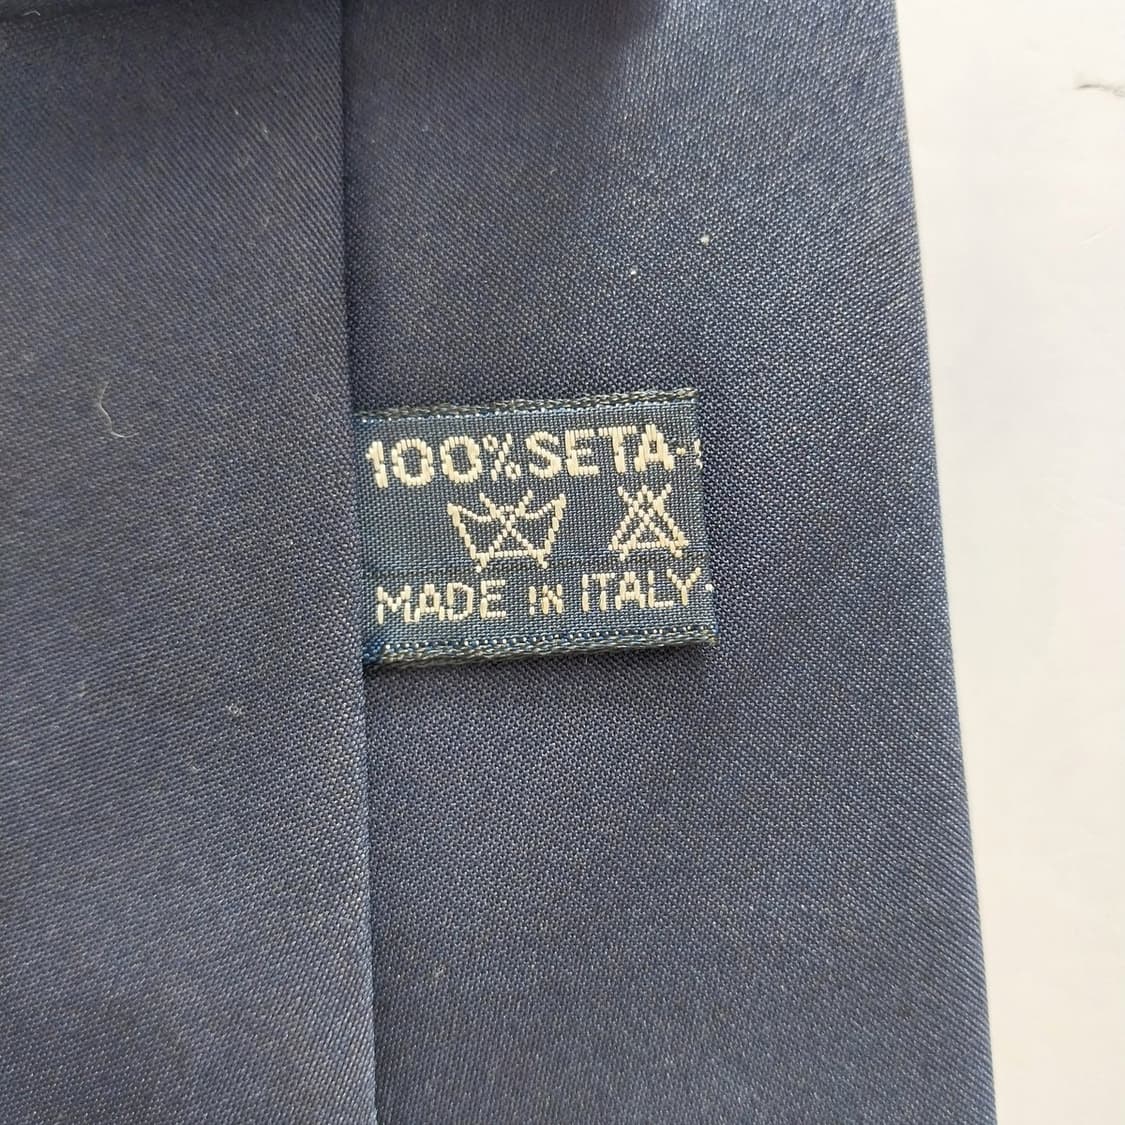 100% SETA-
MADE IN ITALY